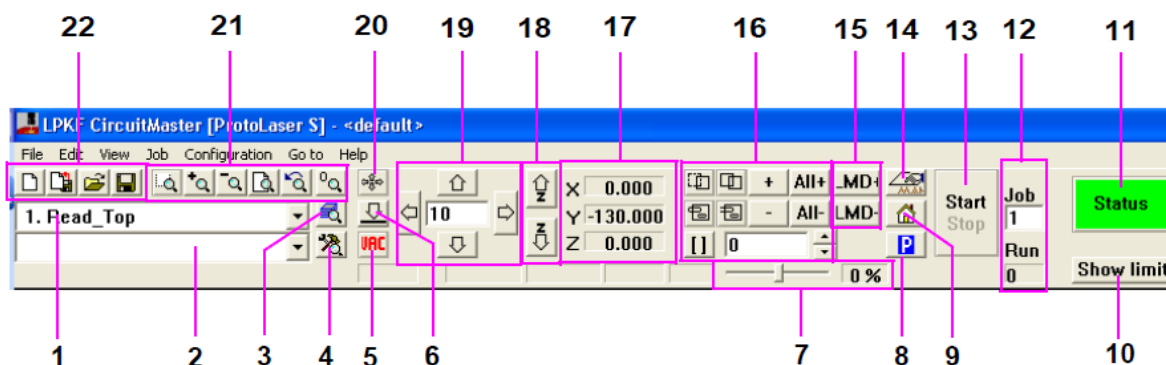 22 21 20 19 18 17 16 15 14 13 12 11
LPKF CircuitMaster [ProtoLaser S] - <default>
File Edit View Job Configuration Go to Help
+ - 0 X 0.000 + All+ LMD+ Start Stop Job 1 Status
1. Read_Top 10 Z Y -130.000 - All- LMD-
VAC Z Z 0.000 [ ] 0 P Run 0
0 % Show limit
1 2 3 4 5 6 7 8 9 10